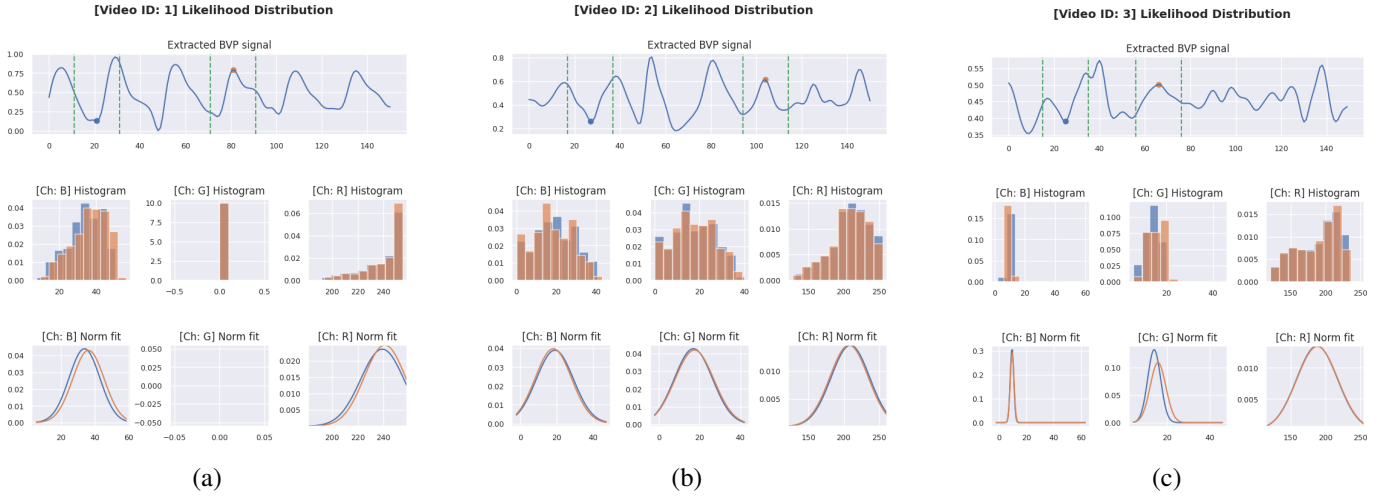 [Video ID: 1] Likelihood Distribution
Extracted BVP signal
1.00
0.75
0.50
0.25
0.00
0 20 40 60 80 100 120 140
[Ch: B] Histogram [Ch: G] Histogram [Ch: R] Histogram
0.04
0.03
0.02
0.01
0.00
20 40
10.0
7.5
5.0
2.5
0.0
−0.5 0.0 0.5
0.06
0.04
0.02
0.00
200 220 240
[Ch: B] Norm fit [Ch: G] Norm fit [Ch: R] Norm fit
0.04
0.03
0.02
0.01
0.00
20 40 60
0.050
0.025
0.000
−0.025
−0.050
−0.05 0.00 0.05
0.020
0.015
0.010
0.005
200 220 240
(a)
[Video ID: 2] Likelihood Distribution
Extracted BVP signal
0.8
0.6
0.4
0.2
0 20 40 60 80 100 120 140
[Ch: B] Histogram [Ch: G] Histogram [Ch: R] Histogram
0.04
0.03
0.02
0.01
0.00
0 20 40
0.04
0.03
0.02
0.01
0.00
0 20 40
0.015
0.010
0.005
0.000
150 200 250
[Ch: B] Norm fit [Ch: G] Norm fit [Ch: R] Norm fit
0.04
0.03
0.02
0.01
0.00
0 20 40
0.04
0.03
0.02
0.01
0.00
0 20 40
0.010
0.005
150 200 250
(b)
[Video ID: 3] Likelihood Distribution
Extracted BVP signal
0.55
0.50
0.45
0.40
0.35
0 20 40 60 80 100 120 140
[Ch: B] Histogram [Ch: G] Histogram [Ch: R] Histogram
0.15
0.10
0.05
0.00
0 20 40 60
0.100
0.075
0.050
0.025
0.000
20 40
0.015
0.010
0.005
0.000
150 200 250
[Ch: B] Norm fit [Ch: G] Norm fit [Ch: R] Norm fit
0.3
0.2
0.1
0.0
0 20 40 60
0.10
0.05
0.00
20 40
0.010
0.005
150 200 250
(c)